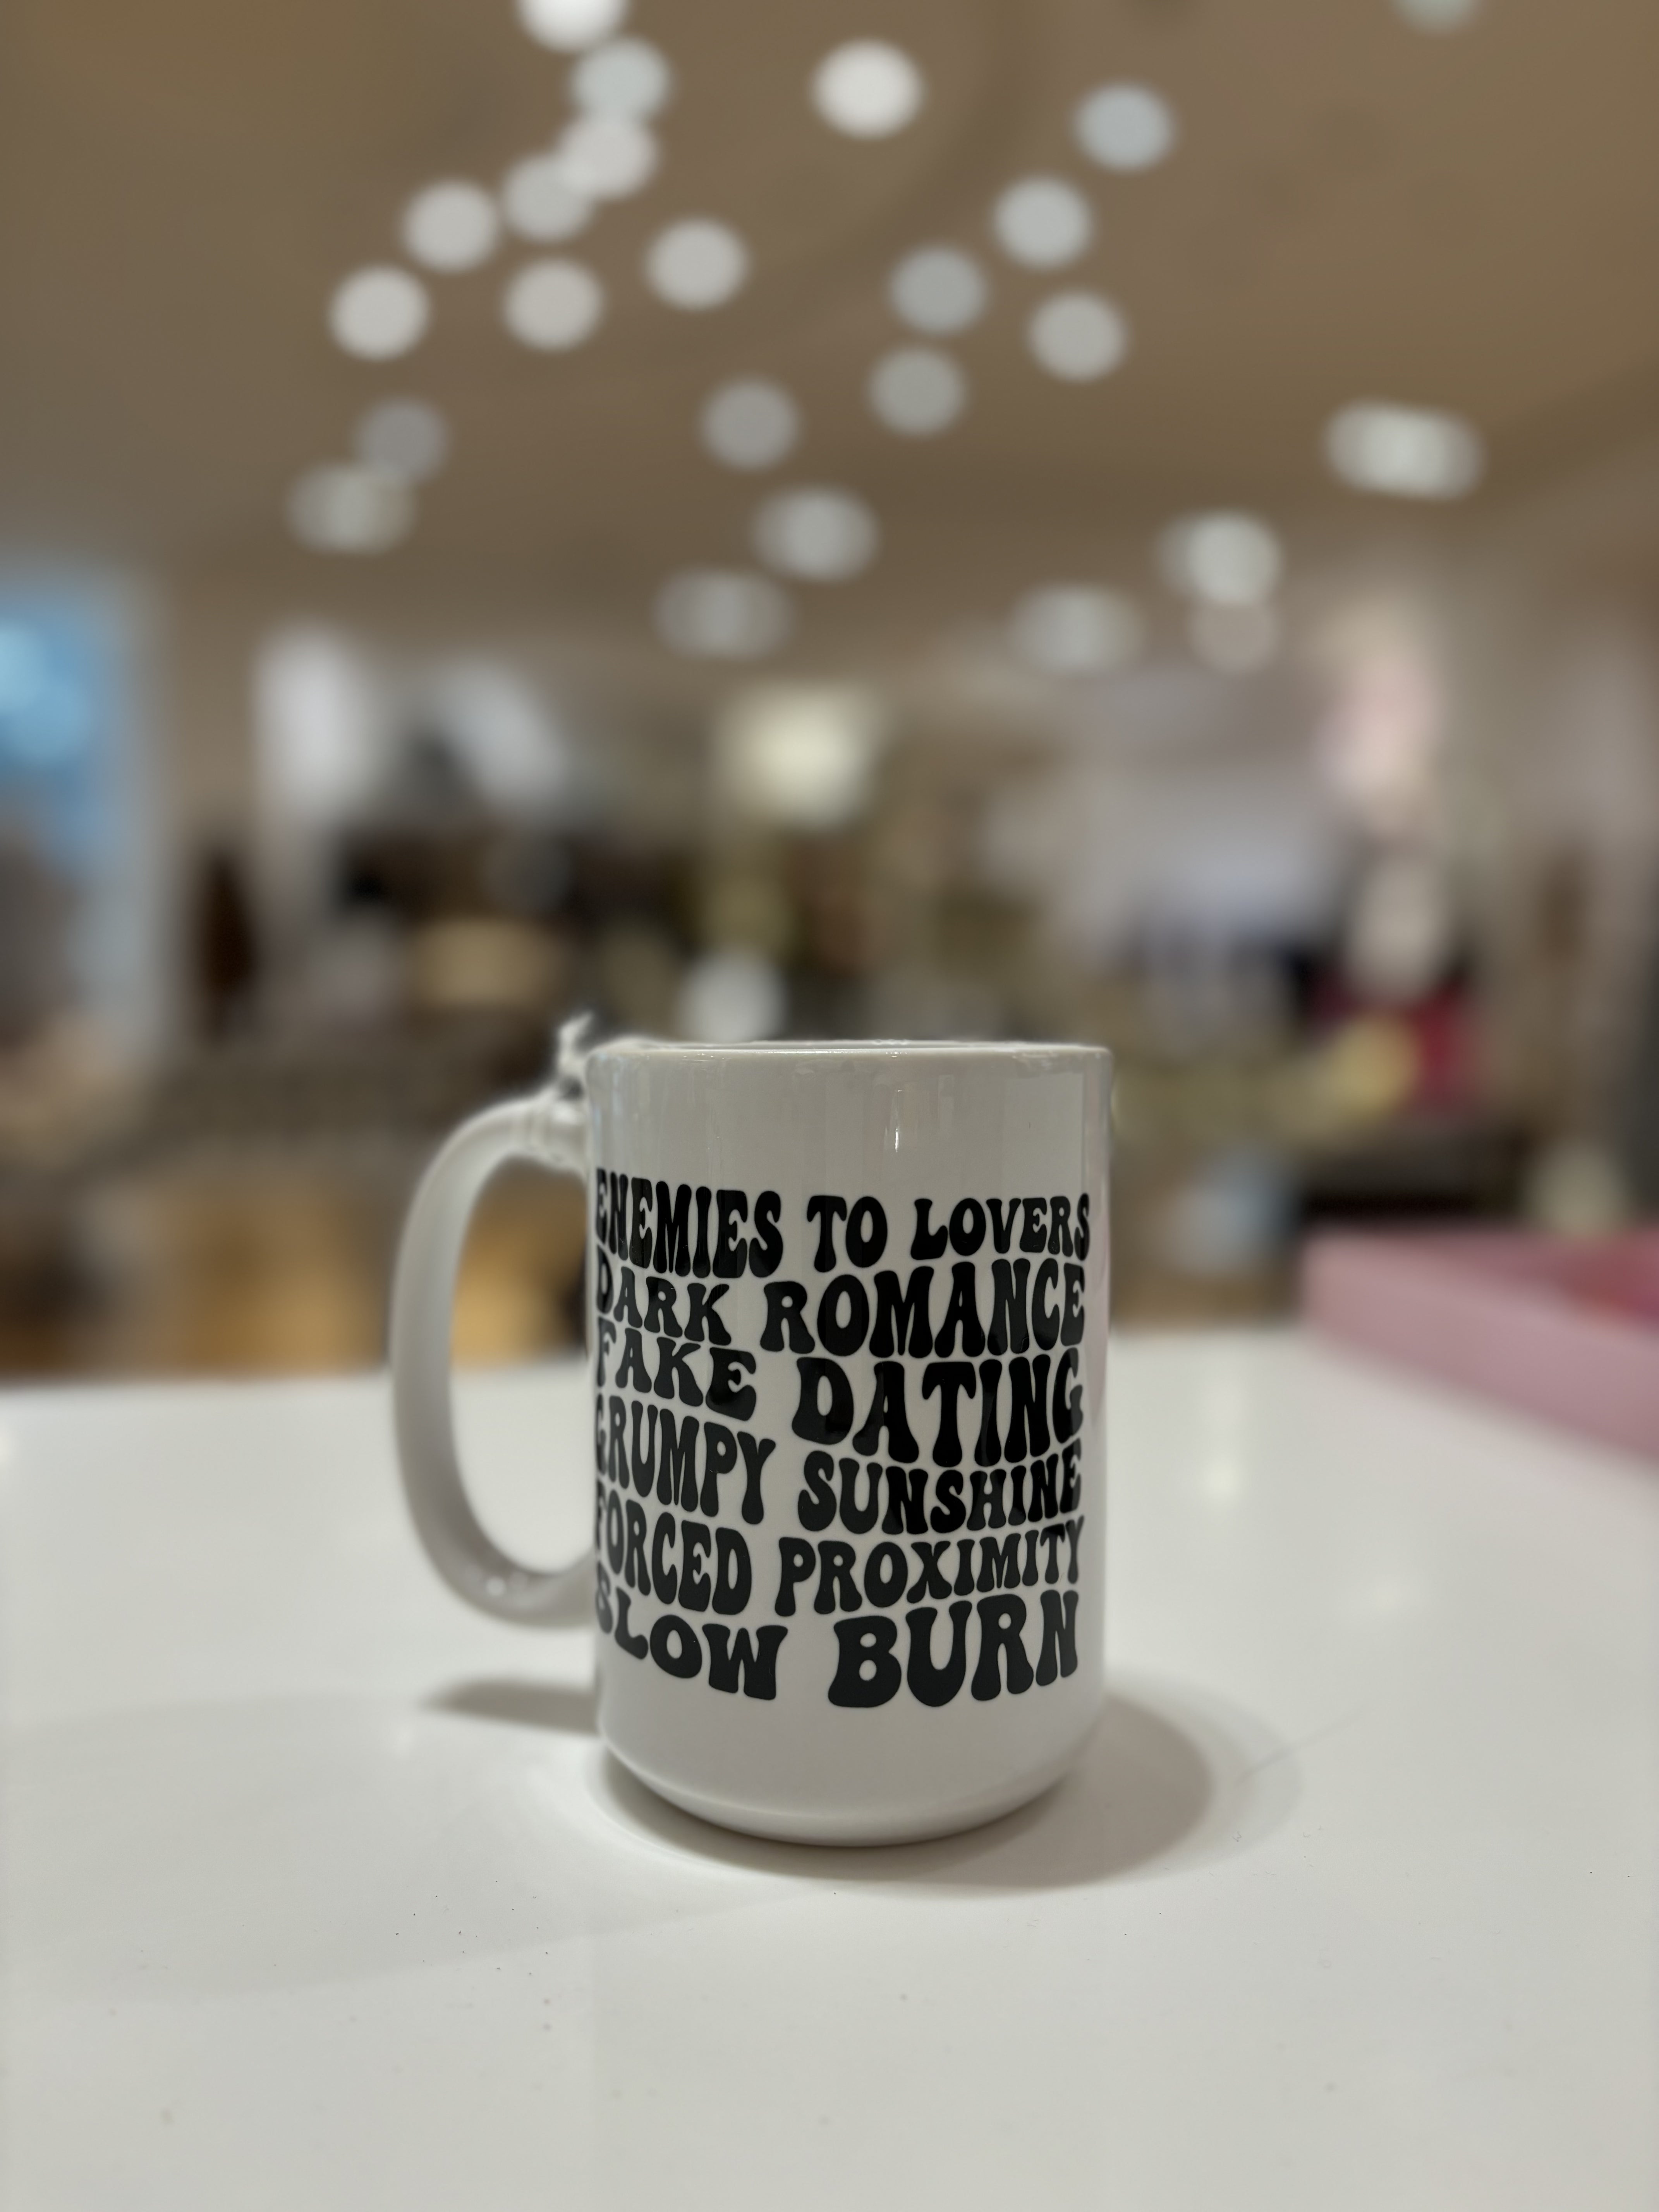 ENEMIES TO LOVERS
DARK ROMANCE
FAKE DATING
GRUMPY SUNSHINE
FORCED PROXIMITY
SLOW BURN